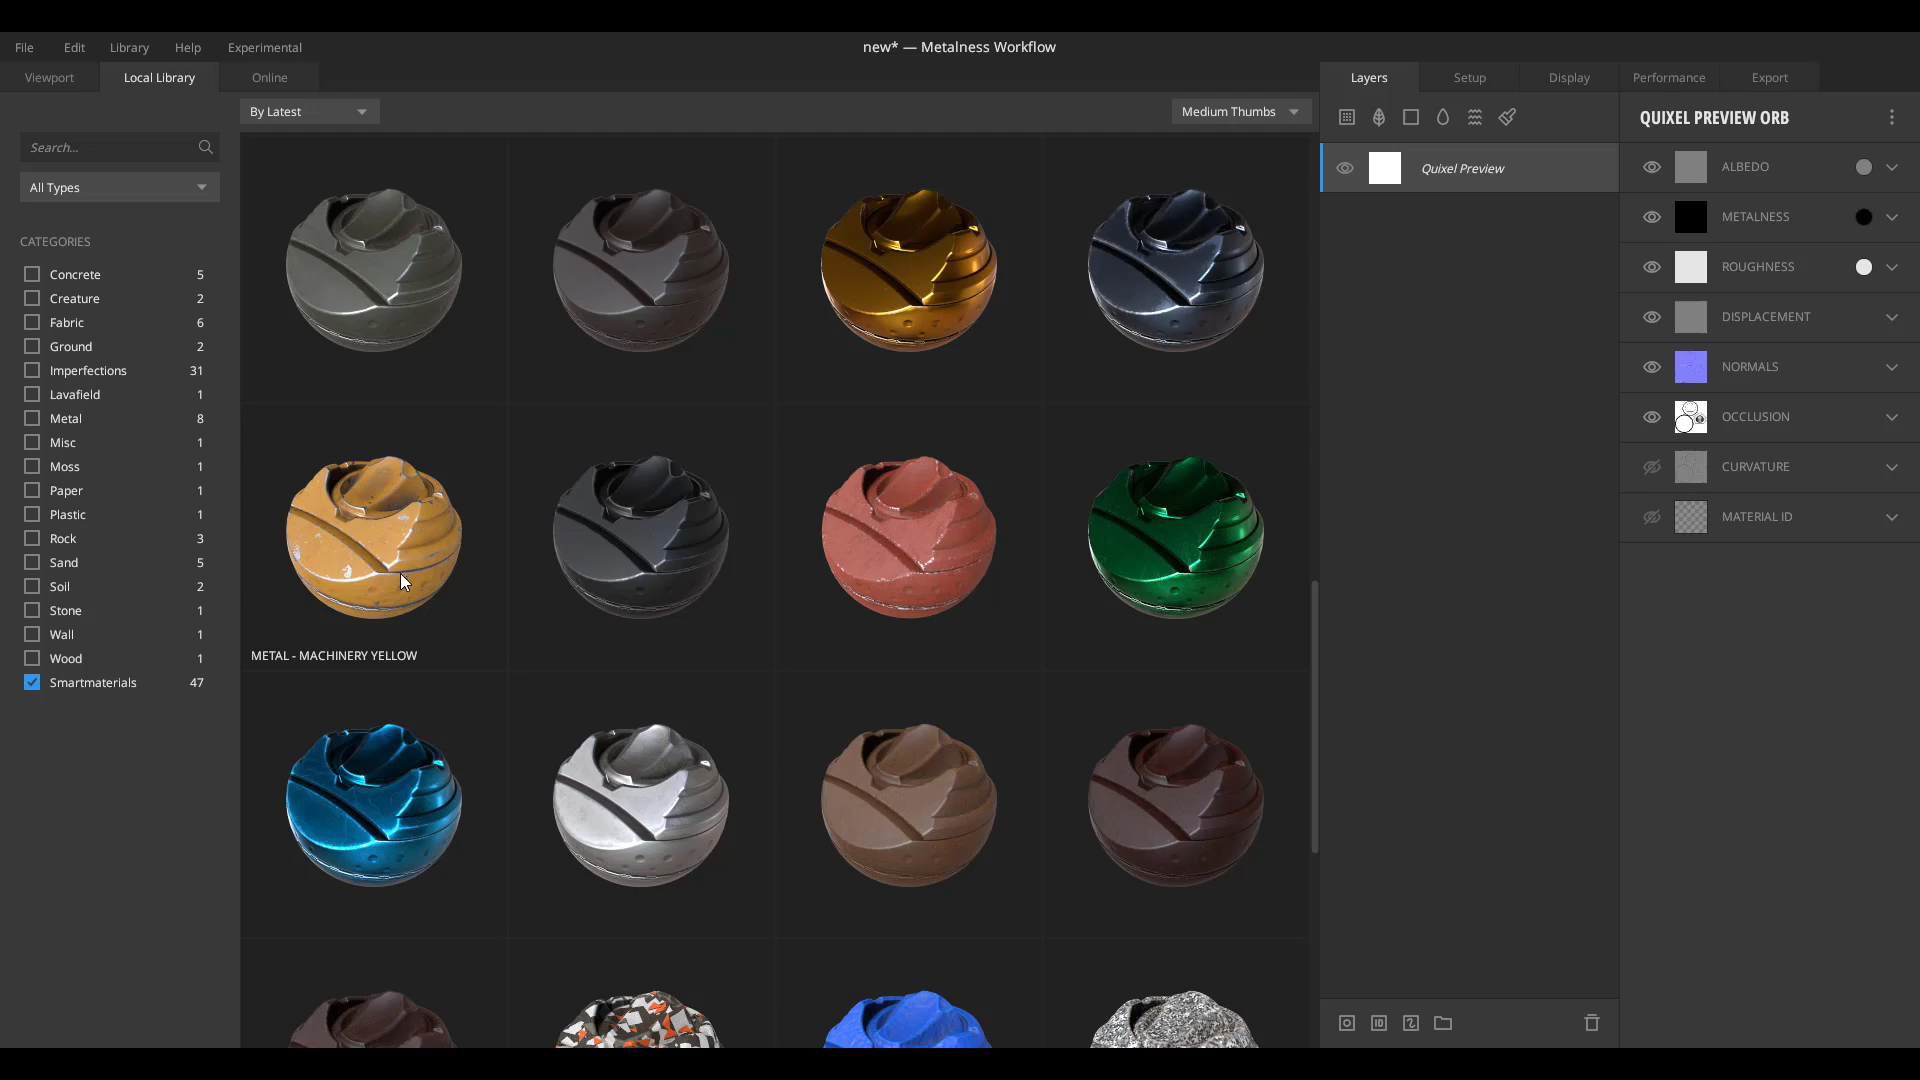 File Edit Library Help Experimental
new* — Metalness Workflow
Viewport Local Library Online
Layers Setup Display Performance Export
By Latest
Medium Thumbs
QUIXEL PREVIEW ORB
Search...
All Types
CATEGORIES
Concrete 5
Creature 2
Fabric 6
Ground 2
Imperfections 31
Lavafield 1
Metal 8
Misc 1
Moss 1
Paper 1
Plastic 1
Rock 3
Sand 5
Soil 2
Stone 1
Wall 1
Wood 1
Smartmaterials 47
METAL - MACHINERY YELLOW
Quixel Preview
ALBEDO
METALNESS
ROUGHNESS
DISPLACEMENT
NORMALS
OCCLUSION
CURVATURE
MATERIAL ID
ID